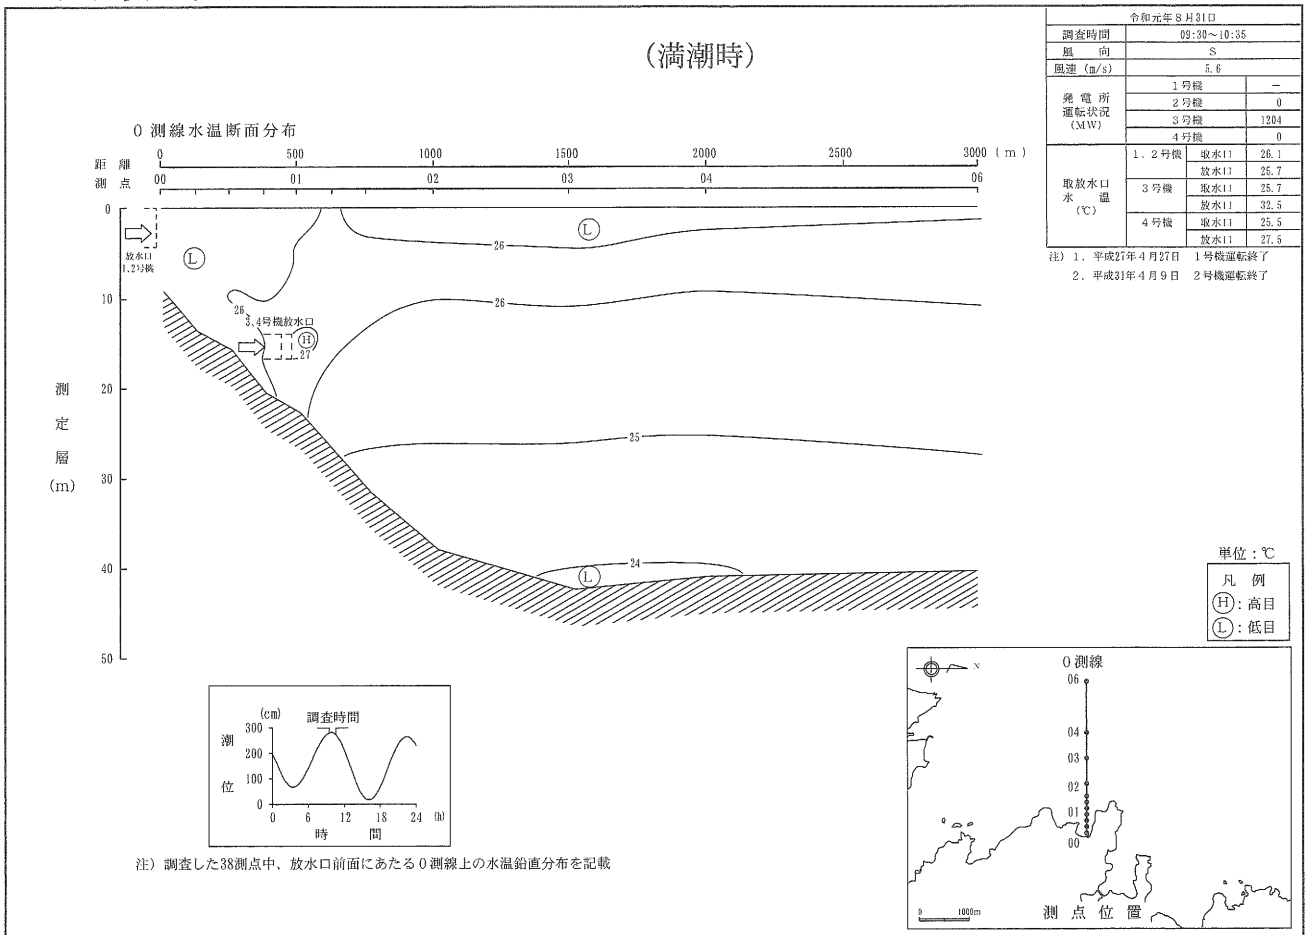 (満潮時)
令和元年8月31日
調査時間 09:30～10:35
風向 S
風速 (m/s) 5.6
発電所運転状況 (MW)
1号機 －
2号機 0
3号機 1204
4号機 0
取放水口水温 (℃)
1、2号機 取水口 26.1
放水口 25.7
3号機 取水口 25.7
放水口 32.5
4号機 取水口 25.5
放水口 27.5
注) 1．平成27年4月27日 1号機運転終了
2．平成31年4月9日 2号機運転終了
0測線水温断面分布
距離 0 500 1000 1500 2000 3000 (m)
測点 00 01 02 03 04 06
測定層 (m)
0
10
20
30
40
50
放水口
1、2号機
L
L
26
26
26
3、4号機放水口
H
27
25
24
L
単位：℃
凡例
H：高目
L：低目
(cm)
調査時間
潮位
300
200
100
0
0 6 12 18 24 (h)
時間
注) 調査した38測点中、放水口前面にあたる0測線上の水温鉛直分布を記載
N
0測線
06
04
03
02
01
00
0 1000m
測点位置